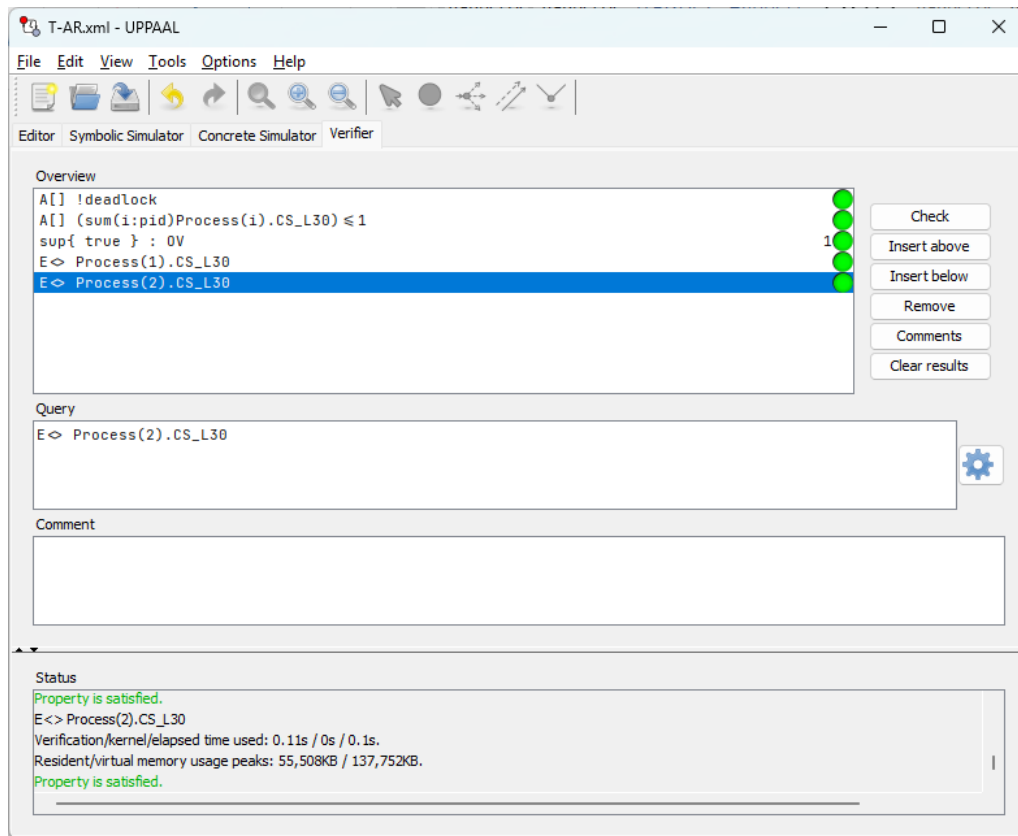 T-AR.xml - UPPAAL
File Edit View Tools Options Help
Editor Symbolic Simulator Concrete Simulator Verifier
Overview
A[] !deadlock
A[] (sum(i:pid)Process(i).CS_L30) ⩽ 1
sup{ true } : OV 1
E<> Process(1).CS_L30
E<> Process(2).CS_L30
Check
Insert above
Insert below
Remove
Comments
Clear results
Query
E<> Process(2).CS_L30
Comment
Status
Property is satisfied.
E<> Process(2).CS_L30
Verification/kernel/elapsed time used: 0.11s / 0s / 0.1s.
Resident/virtual memory usage peaks: 55,508KB / 137,752KB.
Property is satisfied.